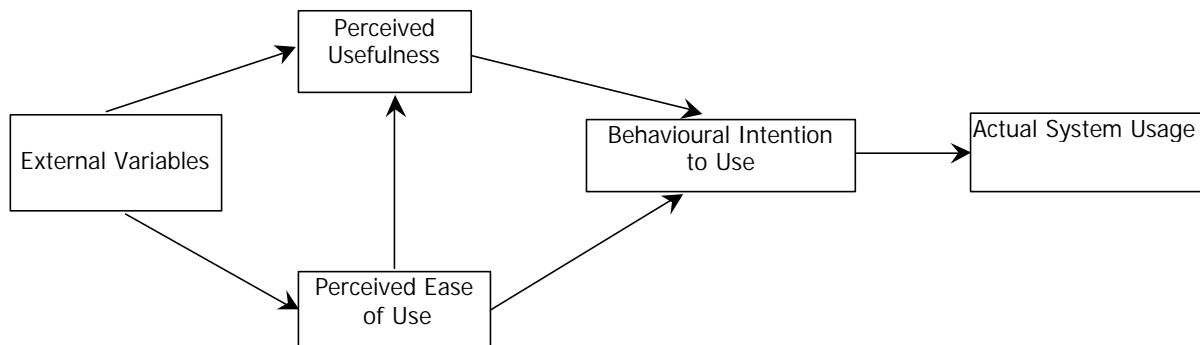 Perceived
Usefulness
External Variables
Behavioural Intention
to Use
Actual System Usage
Perceived Ease
of Use